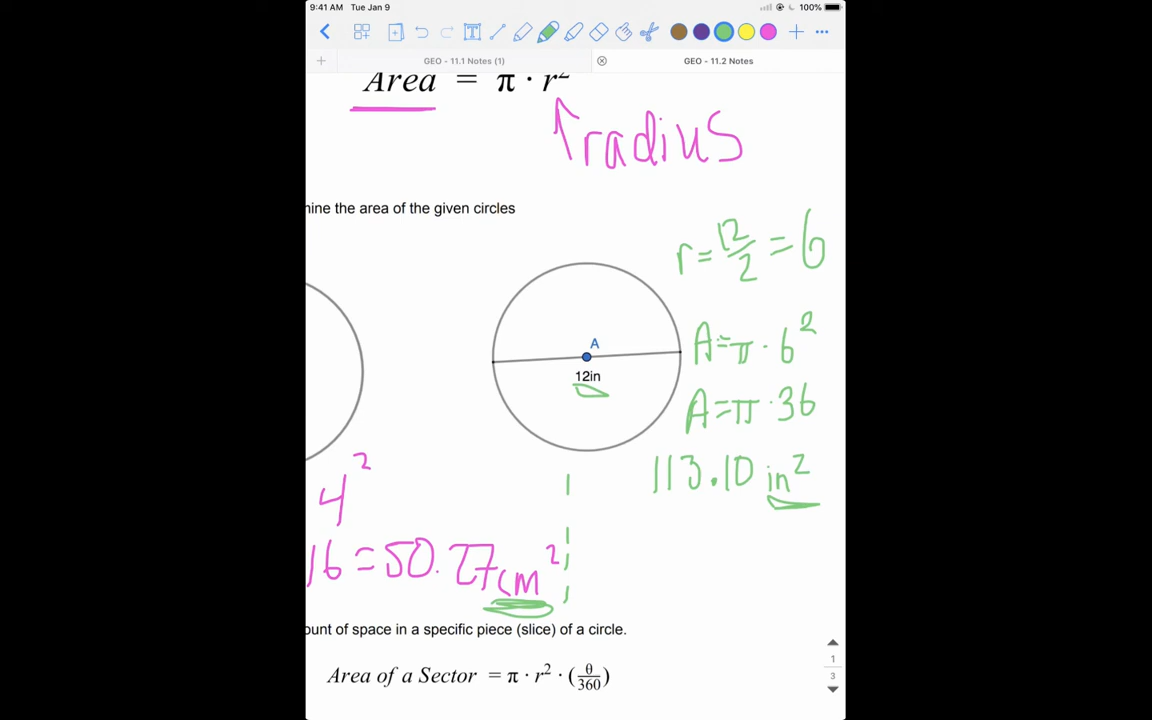 9:41 AM Tue Jan 9
100%
GEO - 11.1 Notes (1)
GEO - 11.2 Notes
Area = π · r²
radius
nine the area of the given circles
r = 12/2 = 6
A
12in
A = π · 6²
A = π · 36
113.10 in²
4²
16 = 50.27 cm²
ount of space in a specific piece (slice) of a circle.
1
3
Area of a Sector = π · r² · (θ/360)